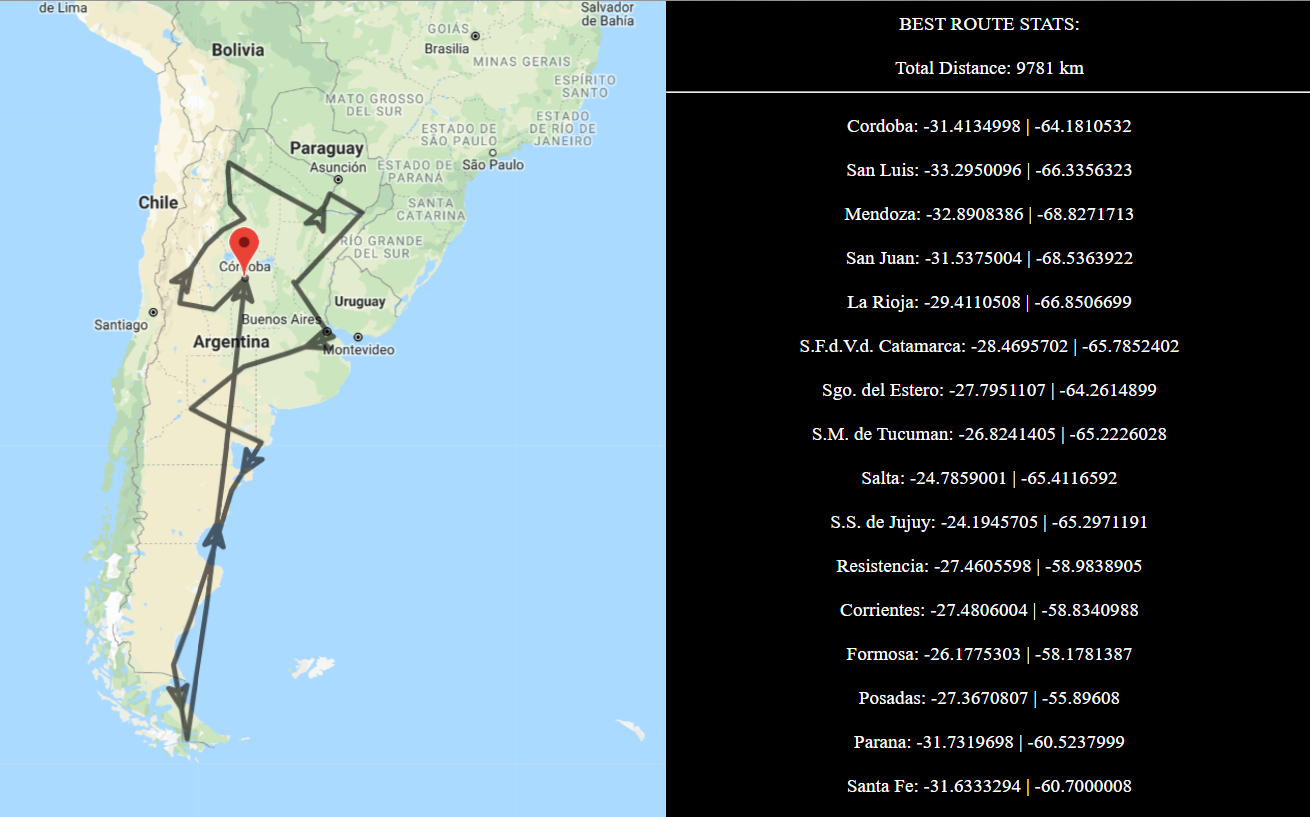 de Lima
Salvador
de Bahía
GOIÁS
Bolivia
Brasilia
MINAS GERAIS
ESPÍRITO
SANTO
MATO GROSSO
DEL SUR
ESTADO
DE RÍO DE
JANEIRO
ESTADO DE
SÃO PAULO
Paraguay
Asunción
São Paulo
ESTADO DE
PARANÁ
Chile
SANTA
CATARINA
RÍO GRANDE
DEL SUR
Córdoba
Uruguay
Buenos Aires
Santiago
Argentina
Montevideo
BEST ROUTE STATS:
Total Distance: 9781 km
Cordoba: -31.4134998 | -64.1810532
San Luis: -33.2950096 | -66.3356323
Mendoza: -32.8908386 | -68.8271713
San Juan: -31.5375004 | -68.5363922
La Rioja: -29.4110508 | -66.8506699
S.F.d.V.d. Catamarca: -28.4695702 | -65.7852402
Sgo. del Estero: -27.7951107 | -64.2614899
S.M. de Tucuman: -26.8241405 | -65.2226028
Salta: -24.7859001 | -65.4116592
S.S. de Jujuy: -24.1945705 | -65.2971191
Resistencia: -27.4605598 | -58.9838905
Corrientes: -27.4806004 | -58.8340988
Formosa: -26.1775303 | -58.1781387
Posadas: -27.3670807 | -55.89608
Parana: -31.7319698 | -60.5237999
Santa Fe: -31.6333294 | -60.7000008